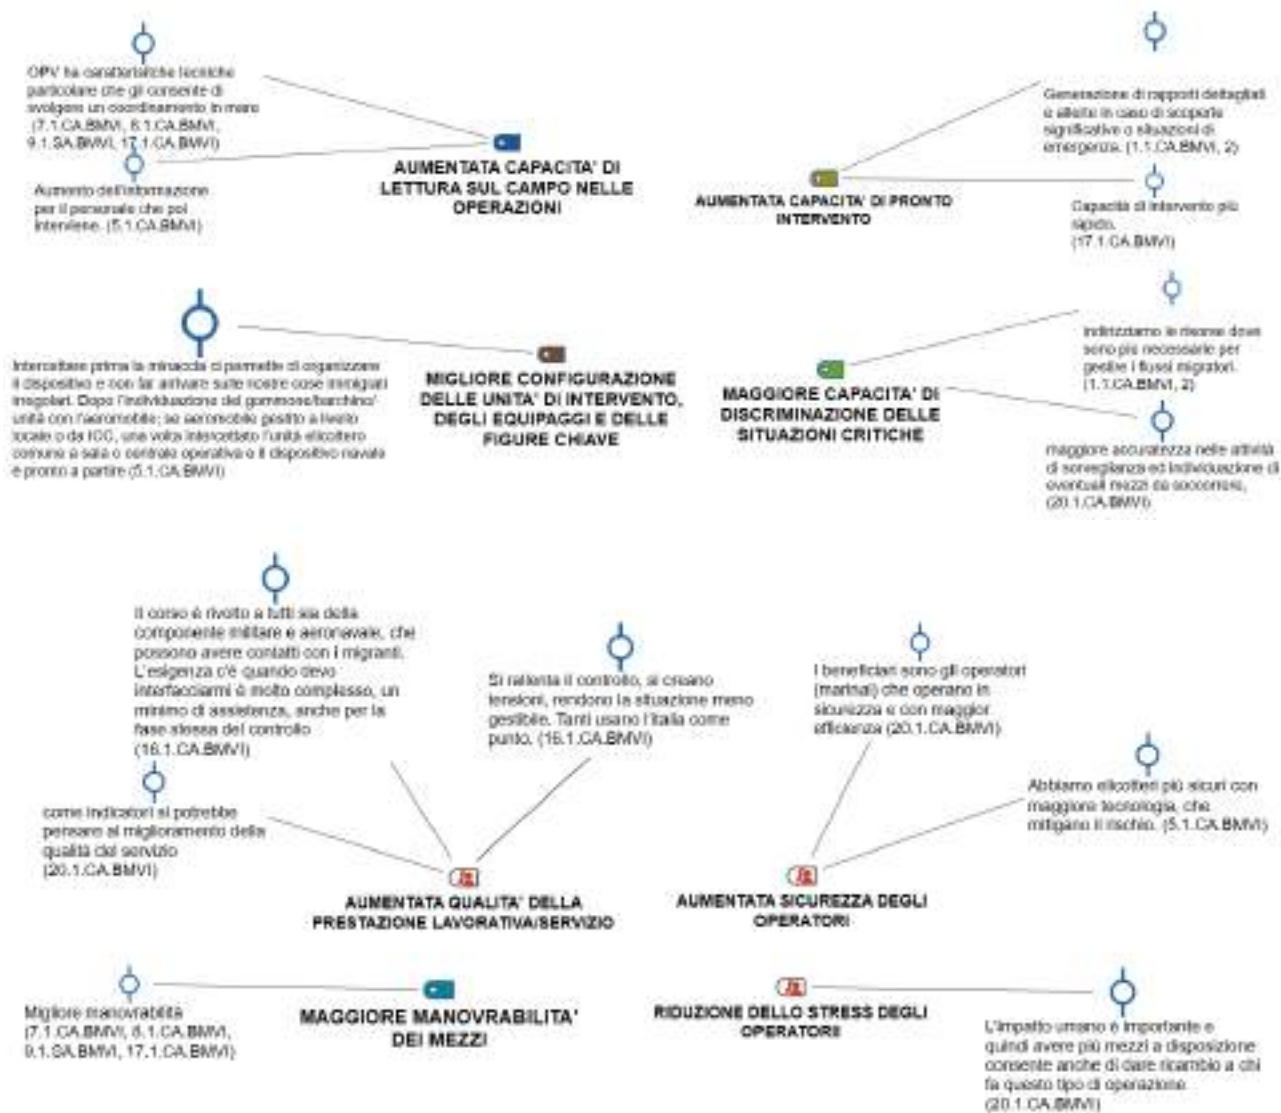 OPV ha caratteristiche tecniche
particolare che gli consente di
svolgere un coordinamento in mare
(7.1.CA.BMVI, 8.1.CA.BMVI,
9.1.SA.BMVI, 17.1.CA.BMVI)
Aumento dell'informazione
per il personale che poi
interviene. (5.1.CA.BMVI)
AUMENTATA CAPACITA' DI
LETTURA SUL CAMPO NELLE
OPERAZIONI
Generazione di rapporti dettagliati
e allerte in caso di scoperte
significative o situazioni di
emergenza. (1.1.CA.BMVI, 2)
AUMENTATA CAPACITA' DI PRONTO
INTERVENTO
Capacità di intervento più
rapido.
(17.1.CA.BMVI)
Intercettare prima la minaccia ci permette di organizzare
il dispositivo e non far arrivare sulle nostre cose immigrati
irregolari. Dopo l'individuazione del gommone/barchino/
unità con l'aeromobile; se aeromobile gestito a livello
locale o da ICC, una volta intercettato l'unità elicottero
comune a sala o centrale operativa e il dispositivo navale
è pronto a partire (5.1.CA.BMVI)
MIGLIORE CONFIGURAZIONE
DELLE UNITA' DI INTERVENTO,
DEGLI EQUIPAGGI E DELLE
FIGURE CHIAVE
MAGGIORE CAPACITA' DI
DISCRIMINAZIONE DELLE
SITUAZIONI CRITICHE
indirizziamo le risorse dove
sono più necessarie per
gestire i flussi migratori.
(1.1.CA.BMVI, 2)
maggiore accuratezza nelle attività
di sorveglianza ed individuazione di
eventuali mezzi da soccorrere,
(20.1.CA.BMVI)
Il corso è rivolto a tutti sia della
componente militare e aeronavale, che
possono avere contatti con i migranti.
L'esigenza c'è quando devo
interfacciarmi è molto complesso, un
minimo di assistenza, anche per la
fase stessa del controllo
(16.1.CA.BMVI)
come indicatori si potrebbe
pensare al miglioramento della
qualità del servizio
(20.1.CA.BMVI)
Si rallenta il controllo, si creano
tensioni, rendono la situazione meno
gestibile. Tanti usano l'Italia come
punto. (16.1.CA.BMVI)
AUMENTATA QUALITA' DELLA
PRESTAZIONE LAVORATIVA/SERVIZIO
I beneficiari sono gli operatori
(marinai) che operano in
sicurezza e con maggior
efficienza (20.1.CA.BMVI)
Abbiamo elicotteri più sicuri con
maggiore tecnologia, che
mitigano il rischio. (5.1.CA.BMVI)
AUMENTATA SICUREZZA DEGLI
OPERATORI
Migliore manovrabilità
(7.1.CA.BMVI, 8.1.CA.BMVI,
9.1.SA.BMVI, 17.1.CA.BMVI)
MAGGIORE MANOVRABILITA'
DEI MEZZI
RIDUZIONE DELLO STRESS DEGLI
OPERATORII
L'impatto umano è importante e
quindi avere più mezzi a disposizione
consente anche di dare ricambio a chi
fa questo tipo di operazione
(20.1.CA.BMVI)